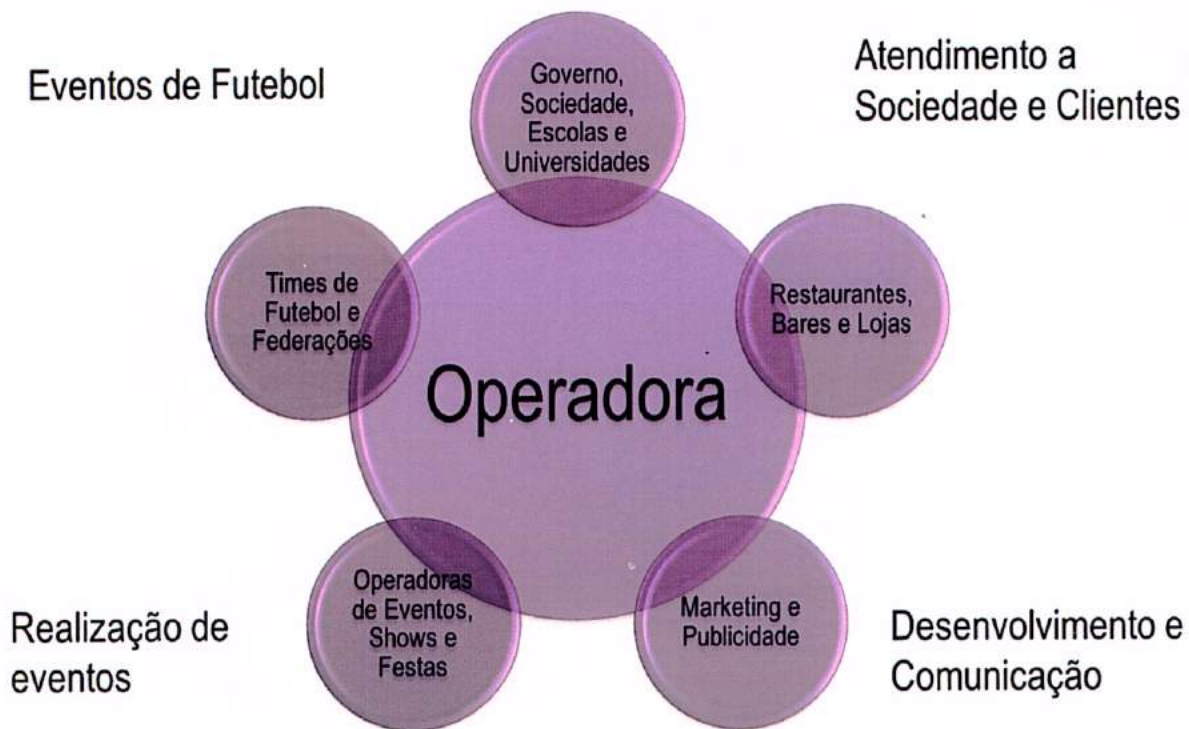 Eventos de Futebol
Governo,
Sociedade,
Escolas e
Universidades
Atendimento a
Sociedade e Clientes
Times de
Futebol e
Federações
Restaurantes,
Bares e Lojas
Operadora
Realização de
eventos
Operadoras
de Eventos,
Shows e
Festas
Marketing e
Publicidade
Desenvolvimento e
Comunicação